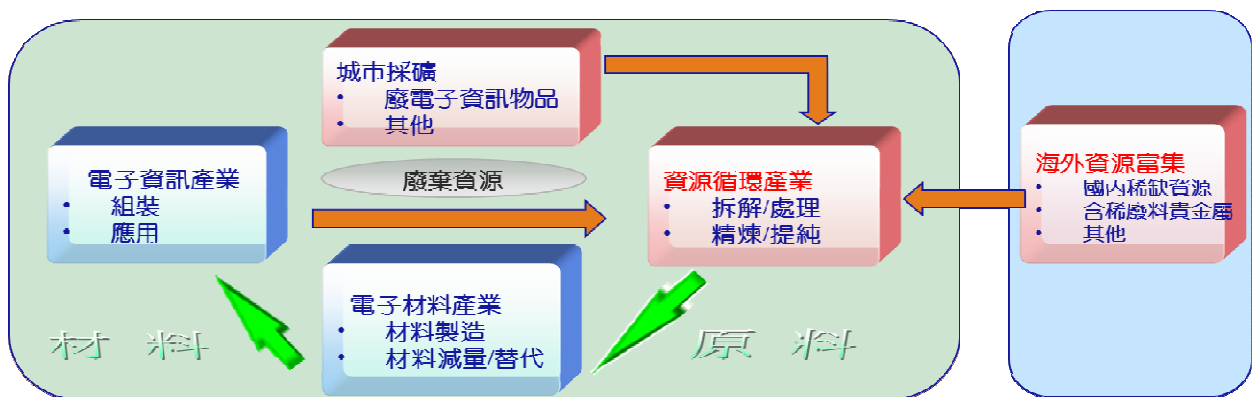 城市採礦
• 廢電子資訊物品
• 其他
電子資訊產業
• 組裝
• 應用
廢棄資源
資源循環產業
• 拆解/處理
• 精煉/提純
海外資源富集
• 國內稀缺資源
• 含稀廢料貴金屬
• 其他
電子材料產業
• 材料製造
• 材料減量/替代
材 料
原 料